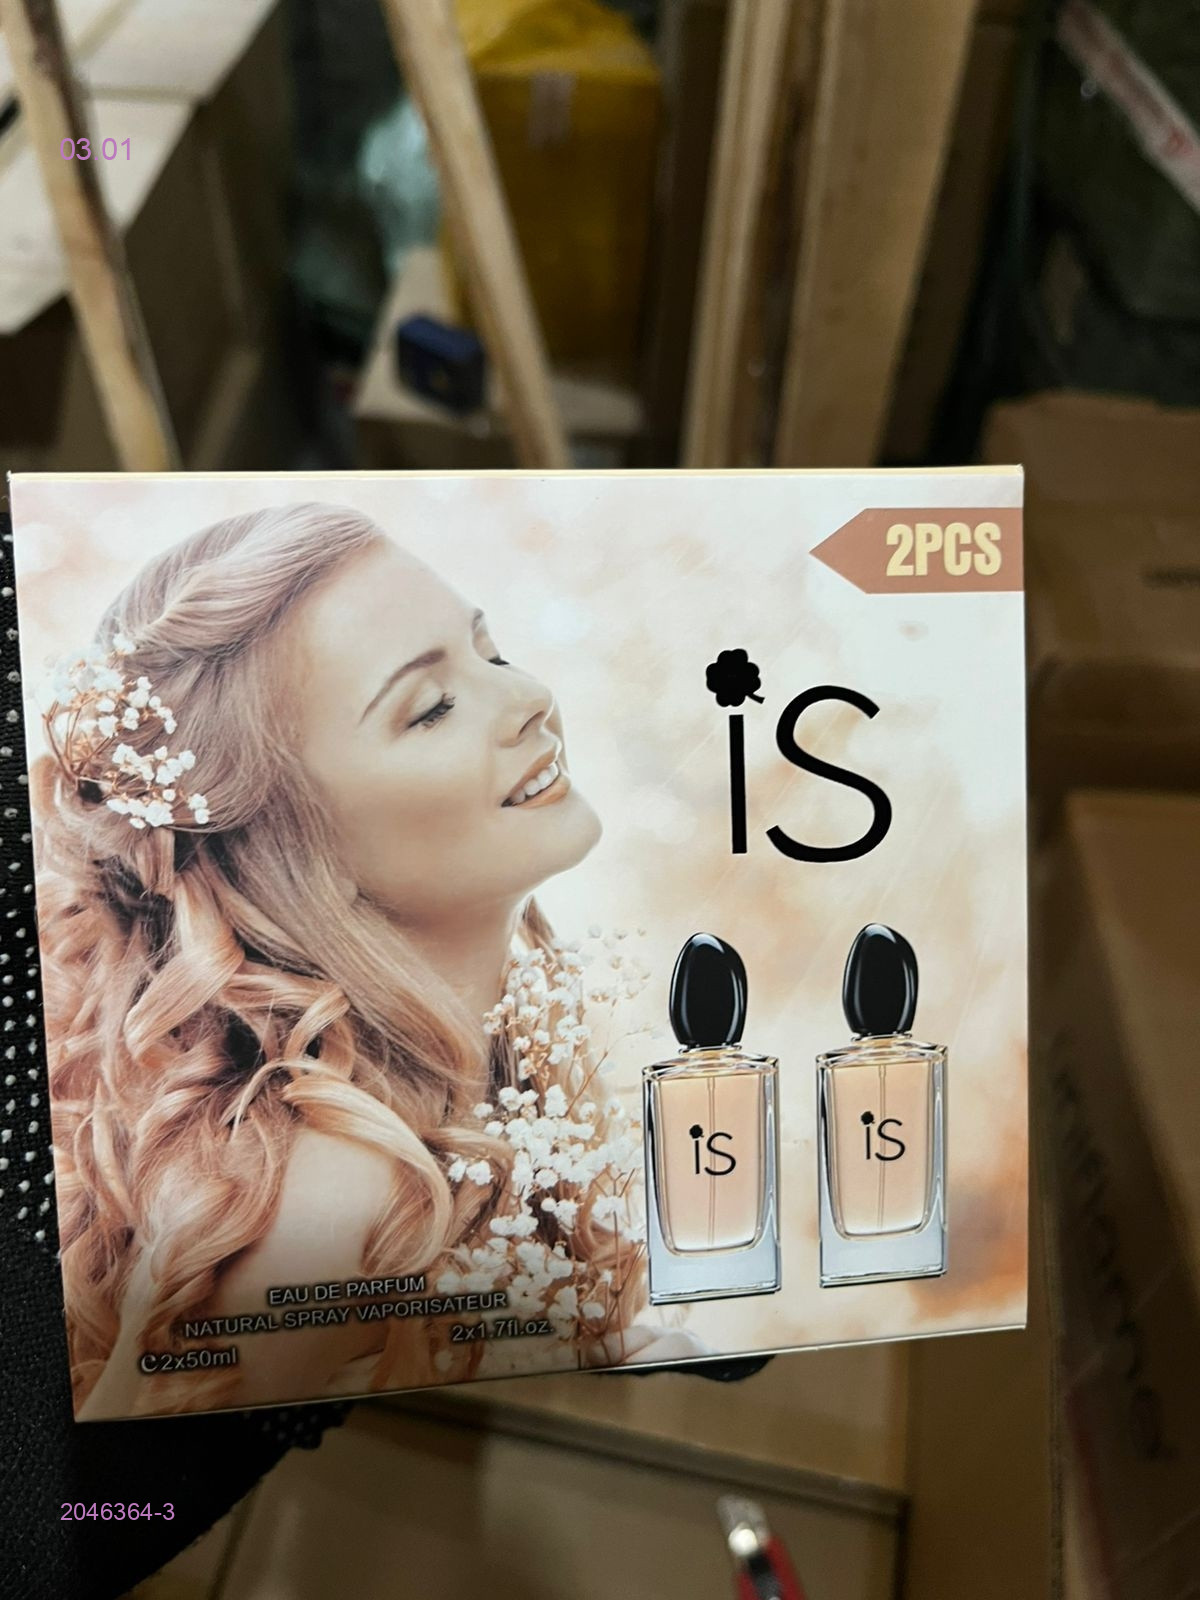 03.01
2PCS
iS
iS
iS
EAU DE PARFUM
NATURAL SPRAY VAPORISATEUR
2x1.7fl.oz.
℮2x50ml
2046364-3